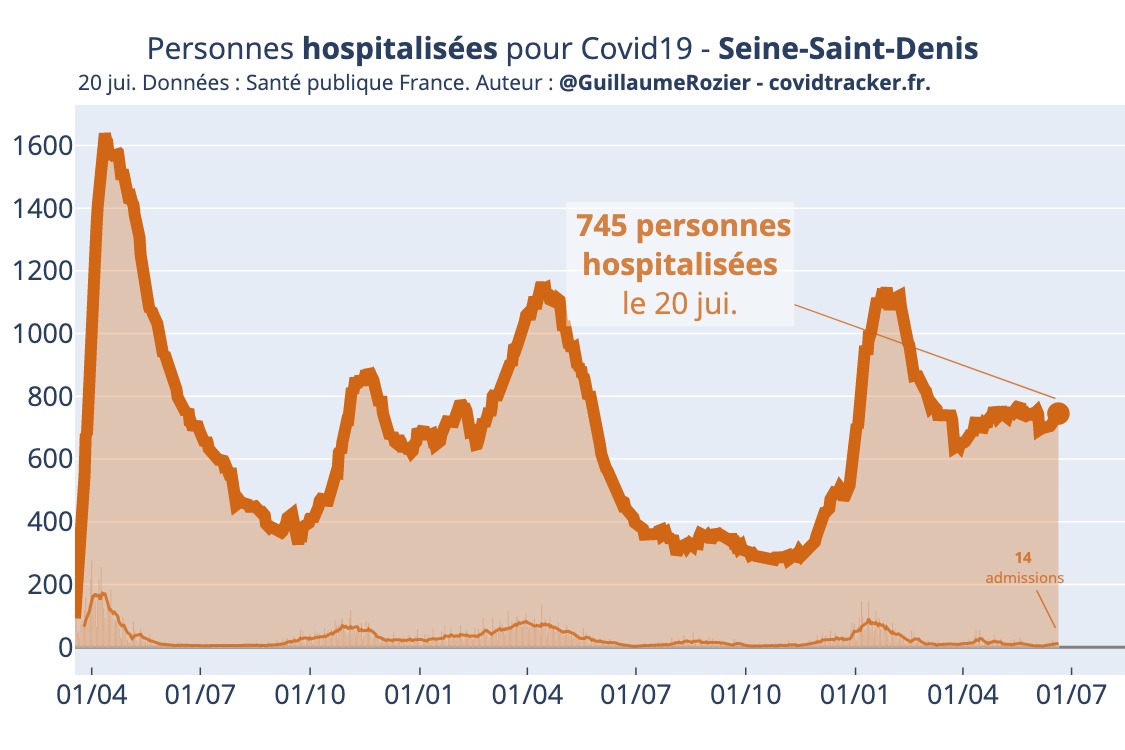 Personnes hospitalisées pour Covid19 - Seine-Saint-Denis
20 jui. Données : Santé publique France. Auteur : @GuillaumeRozier - covidtracker.fr.
1600
1400
1200
1000
800
600
400
200
0
745 personnes
hospitalisées
le 20 jui.
14
admissions
01/04 01/07 01/10 01/01 01/04 01/07 01/10 01/01 01/04 01/07